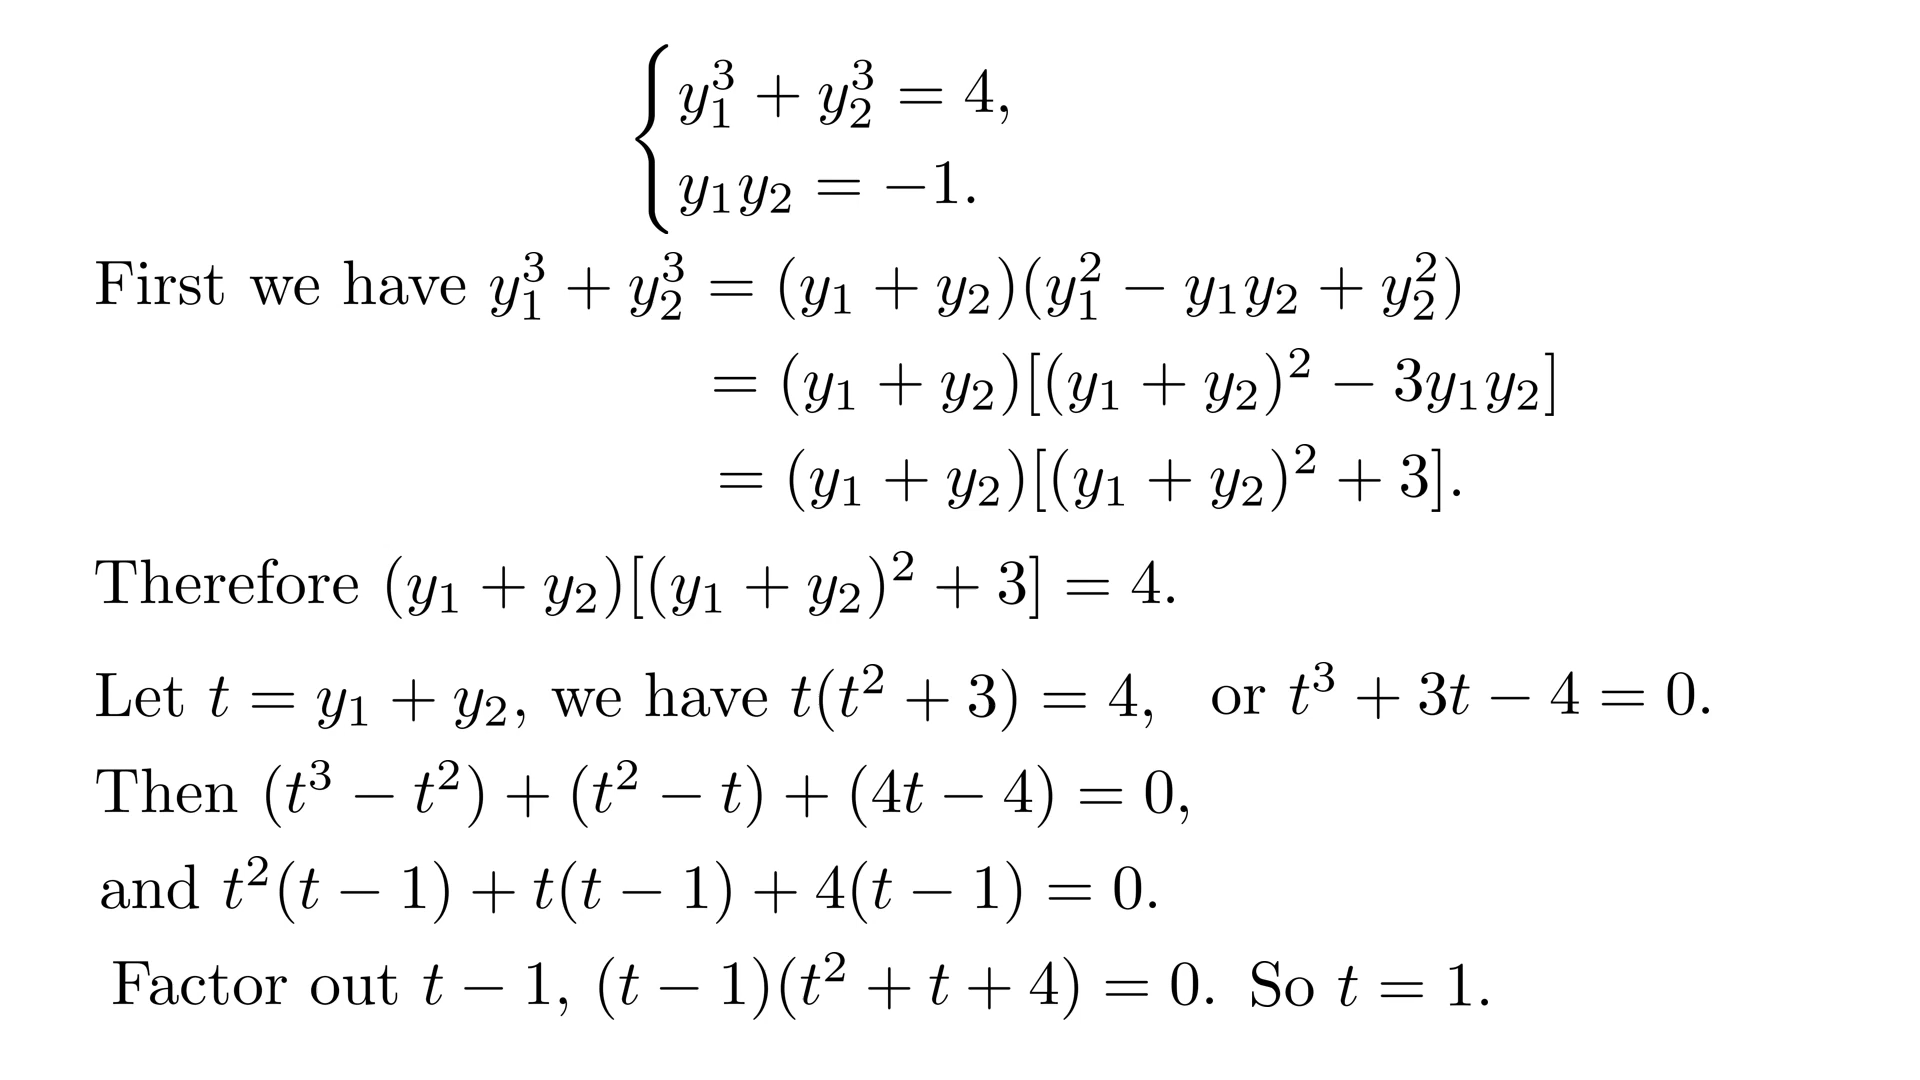 y₁³ + y₂³ = 4,
y₁y₂ = −1.
First we have y₁³ + y₂³ = (y₁ + y₂)(y₁² − y₁y₂ + y₂²)
= (y₁ + y₂)[(y₁ + y₂)² − 3y₁y₂]
= (y₁ + y₂)[(y₁ + y₂)² + 3].
Therefore (y₁ + y₂)[(y₁ + y₂)² + 3] = 4.
Let t = y₁ + y₂, we have t(t² + 3) = 4, or t³ + 3t − 4 = 0.
Then (t³ − t²) + (t² − t) + (4t − 4) = 0,
and t²(t − 1) + t(t − 1) + 4(t − 1) = 0.
Factor out t − 1, (t − 1)(t² + t + 4) = 0. So t = 1.